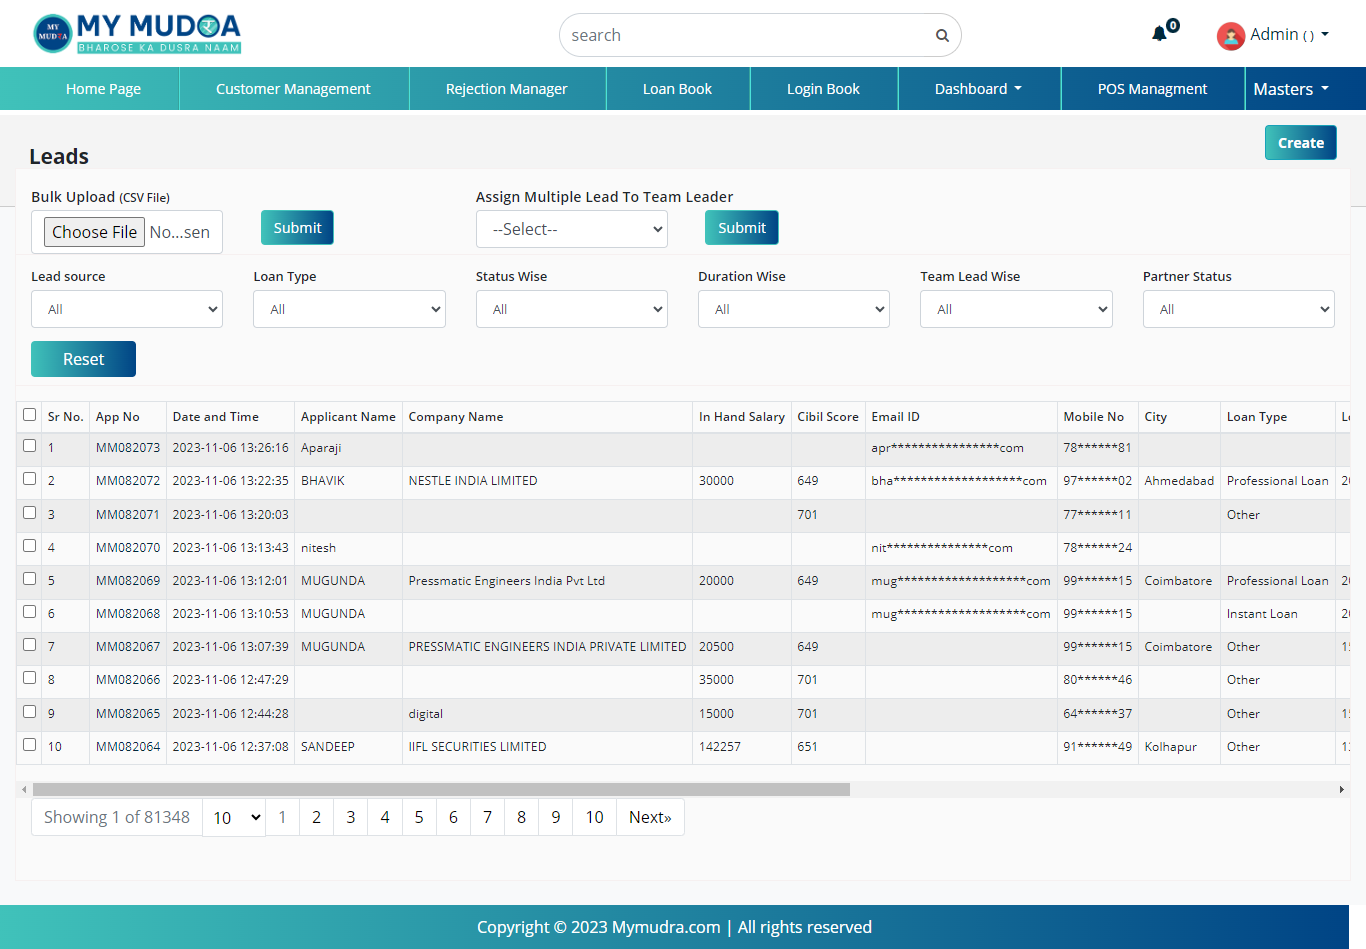 MY MUDRA
MY MUDRA
BHAROSE KA DUSRA NAAM
search
0
Admin ( )
Home Page Customer Management Rejection Manager Loan Book Login Book Dashboard POS Managment Masters
Create
Leads
Bulk Upload (CSV File) Assign Multiple Lead To Team Leader
Choose File No...sen Submit --Select-- Submit
Lead source Loan Type Status Wise Duration Wise Team Lead Wise Partner Status
All All All All All All
Reset
Sr No. App No Date and Time Applicant Name Company Name In Hand Salary Cibil Score Email ID Mobile No City Loan Type
1 MM082073 2023-11-06 13:26:16 Aparaji apr****************com 78******81
2 MM082072 2023-11-06 13:22:35 BHAVIK NESTLE INDIA LIMITED 30000 649 bha*******************com 97******02 Ahmedabad Professional Loan
3 MM082071 2023-11-06 13:20:03 701 77******11 Other
4 MM082070 2023-11-06 13:13:43 nitesh nit***************com 78******24
5 MM082069 2023-11-06 13:12:01 MUGUNDA Pressmatic Engineers India Pvt Ltd 20000 649 mug*******************com 99******15 Coimbatore Professional Loan
6 MM082068 2023-11-06 13:10:53 MUGUNDA mug*******************com 99******15 Instant Loan
7 MM082067 2023-11-06 13:07:39 MUGUNDA PRESSMATIC ENGINEERS INDIA PRIVATE LIMITED 20500 649 99******15 Coimbatore Other
8 MM082066 2023-11-06 12:47:29 35000 701 80******46 Other
9 MM082065 2023-11-06 12:44:28 digital 15000 701 64******37 Other
10 MM082064 2023-11-06 12:37:08 SANDEEP IIFL SECURITIES LIMITED 142257 651 91******49 Kolhapur Other
Showing 1 of 81348 10 1 2 3 4 5 6 7 8 9 10 Next»
Copyright © 2023 Mymudra.com | All rights reserved